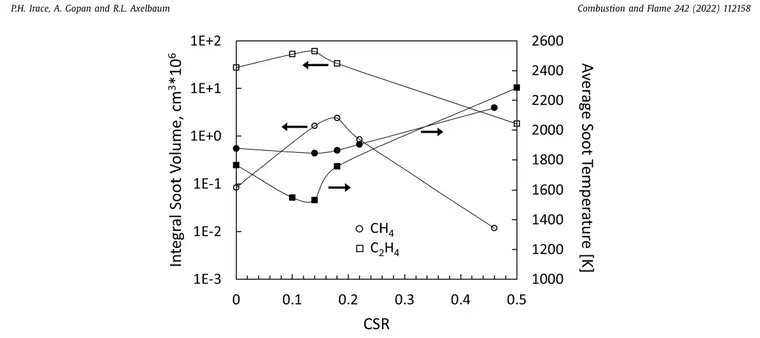 P.H. Irace, A. Gopan and R.L. Axelbaum
Combustion and Flame 242 (2022) 112158
Integral Soot Volume, cm³*10⁶
1E+2
1E+1
1E+0
1E-1
1E-2
1E-3
CH₄
C₂H₄
2600
2400
2200
2000
1800
1600
1400
1200
1000
Average Soot Temperature [K]
0
0.1
0.2
0.3
0.4
0.5
CSR